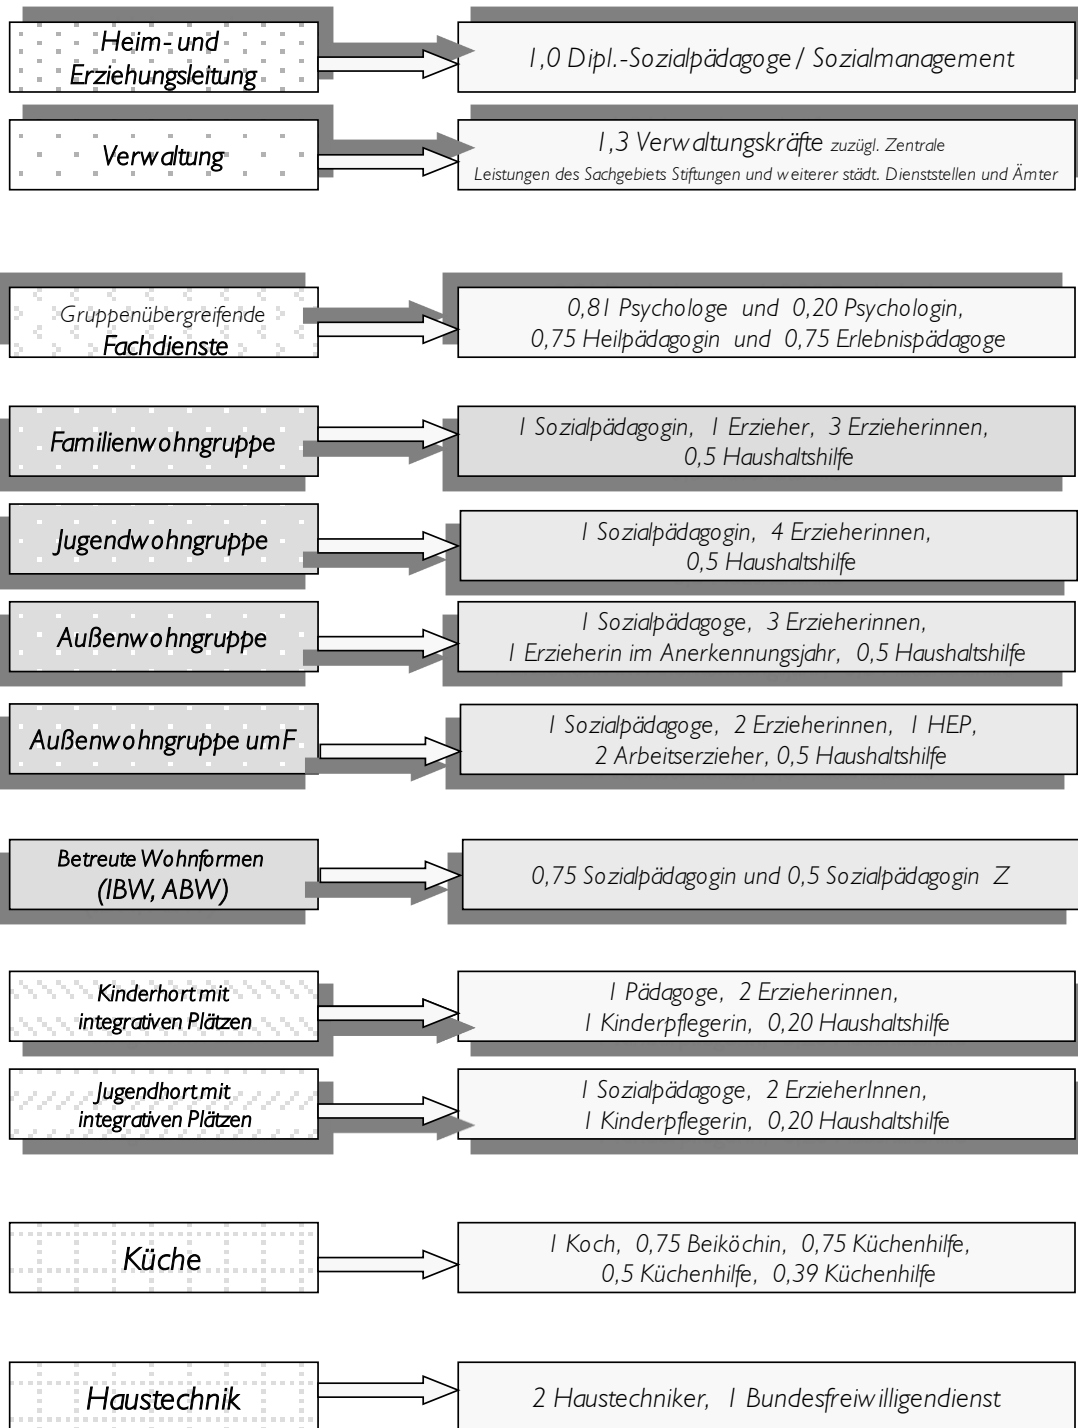 Heim- und
Erziehungsleitung
1,0 Dipl.-Sozialpädagoge / Sozialmanagement
Verwaltung
1,3 Verwaltungskräfte zuzügl. Zentrale
Leistungen des Sachgebiets Stiftungen und weiterer städt. Dienststellen und Ämter
Gruppenübergreifende
Fachdienste
0,81 Psychologe und 0,20 Psychologin,
0,75 Heilpädagogin und 0,75 Erlebnispädagoge
Familienwohngruppe
1 Sozialpädagogin, 1 Erzieher, 3 Erzieherinnen,
0,5 Haushaltshilfe
Jugendwohngruppe
1 Sozialpädagogin, 4 Erzieherinnen,
0,5 Haushaltshilfe
Außenwohngruppe
1 Sozialpädagoge, 3 Erzieherinnen,
1 Erzieherin im Anerkennungsjahr, 0,5 Haushaltshilfe
Außenwohngruppe umF
1 Sozialpädagoge, 2 Erzieherinnen, 1 HEP,
2 Arbeitserzieher, 0,5 Haushaltshilfe
Betreute Wohnformen
(IBW, ABW)
0,75 Sozialpädagogin und 0,5 Sozialpädagogin Z
Kinderhort mit
integrativen Plätzen
1 Pädagoge, 2 Erzieherinnen,
1 Kinderpflegerin, 0,20 Haushaltshilfe
Jugendhort mit
integrativen Plätzen
1 Sozialpädagoge, 2 ErzieherInnen,
1 Kinderpflegerin, 0,20 Haushaltshilfe
Küche
1 Koch, 0,75 Beiköchin, 0,75 Küchenhilfe,
0,5 Küchenhilfe, 0,39 Küchenhilfe
Haustechnik
2 Haustechniker, 1 Bundesfreiwilligendienst